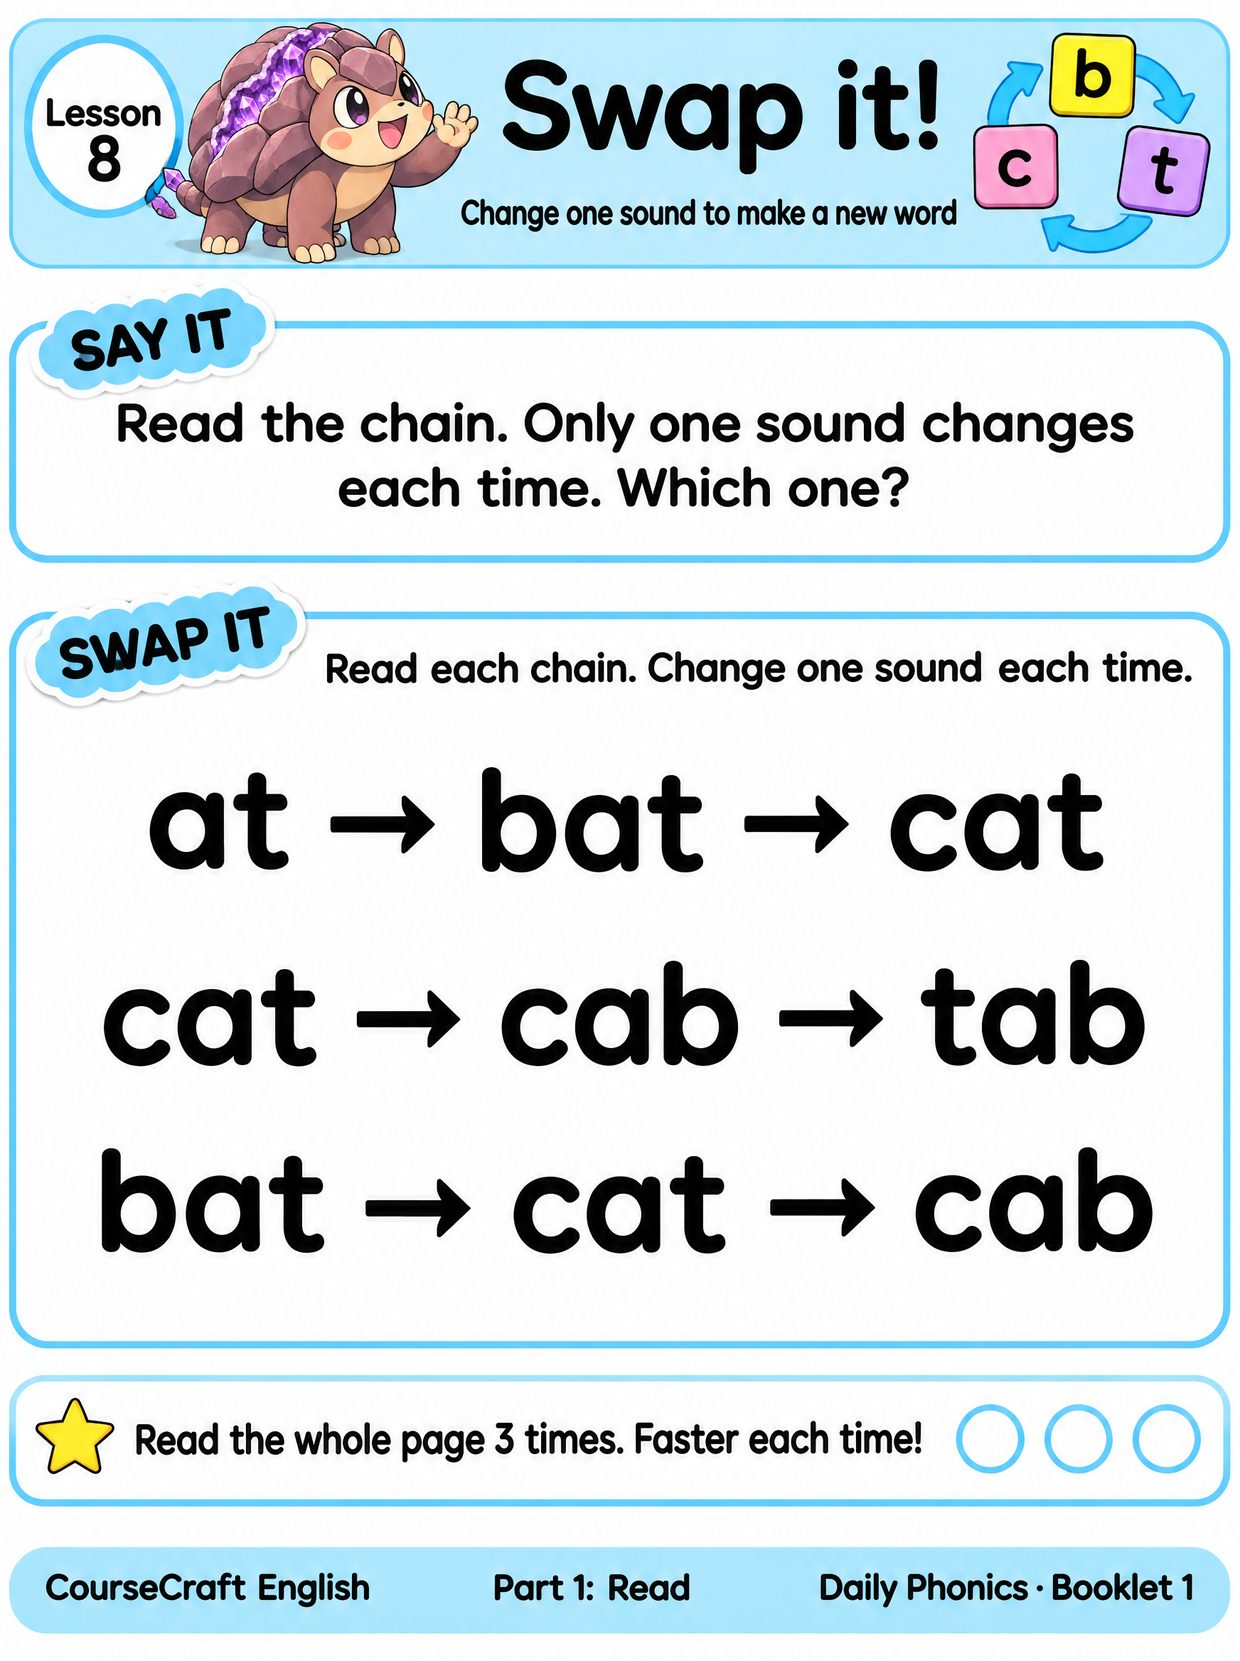 Lesson
8
Swap it!
Change one sound to make a new word
b
c
t
SAY IT
Read the chain. Only one sound changes
each time. Which one?
SWAP IT
Read each chain. Change one sound each time.
at → bat → cat
cat → cab → tab
bat → cat → cab
Read the whole page 3 times. Faster each time!
CourseCraft English
Part 1: Read
Daily Phonics · Booklet 1